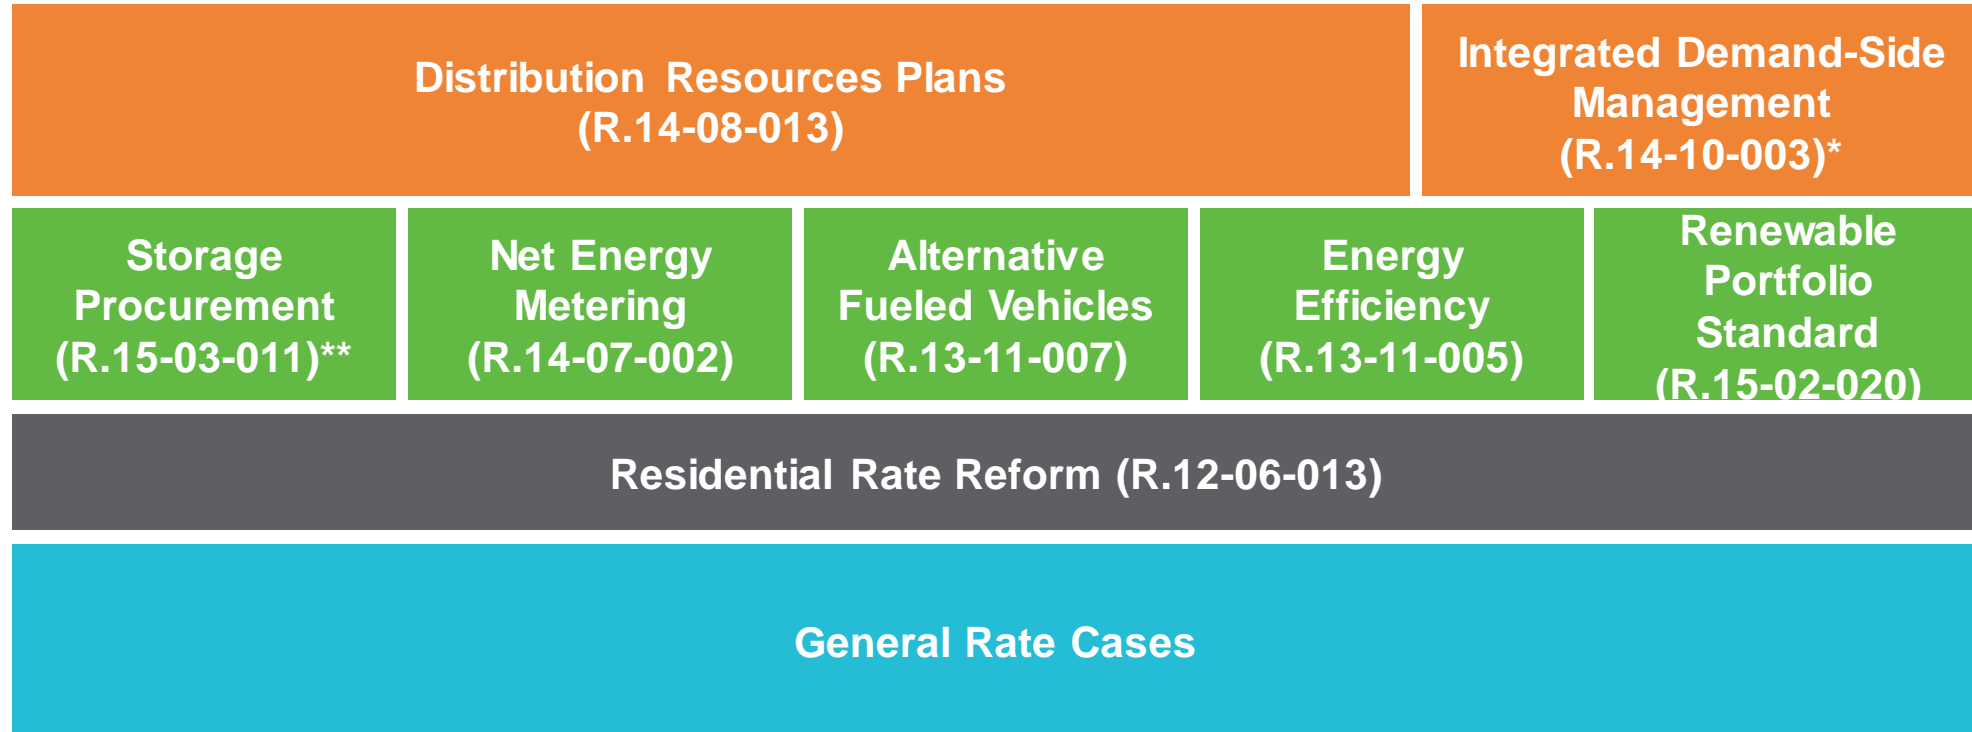 Distribution Resources Plans
(R.14-08-013)
Integrated Demand-Side
Management
(R.14-10-003)*
Storage
Procurement
(R.15-03-011)**
Net Energy
Metering
(R.14-07-002)
Alternative
Fueled Vehicles
(R.13-11-007)
Energy
Efficiency
(R.13-11-005)
Renewable
Portfolio
Standard
(R.15-02-020)
Residential Rate Reform (R.12-06-013)
General Rate Cases